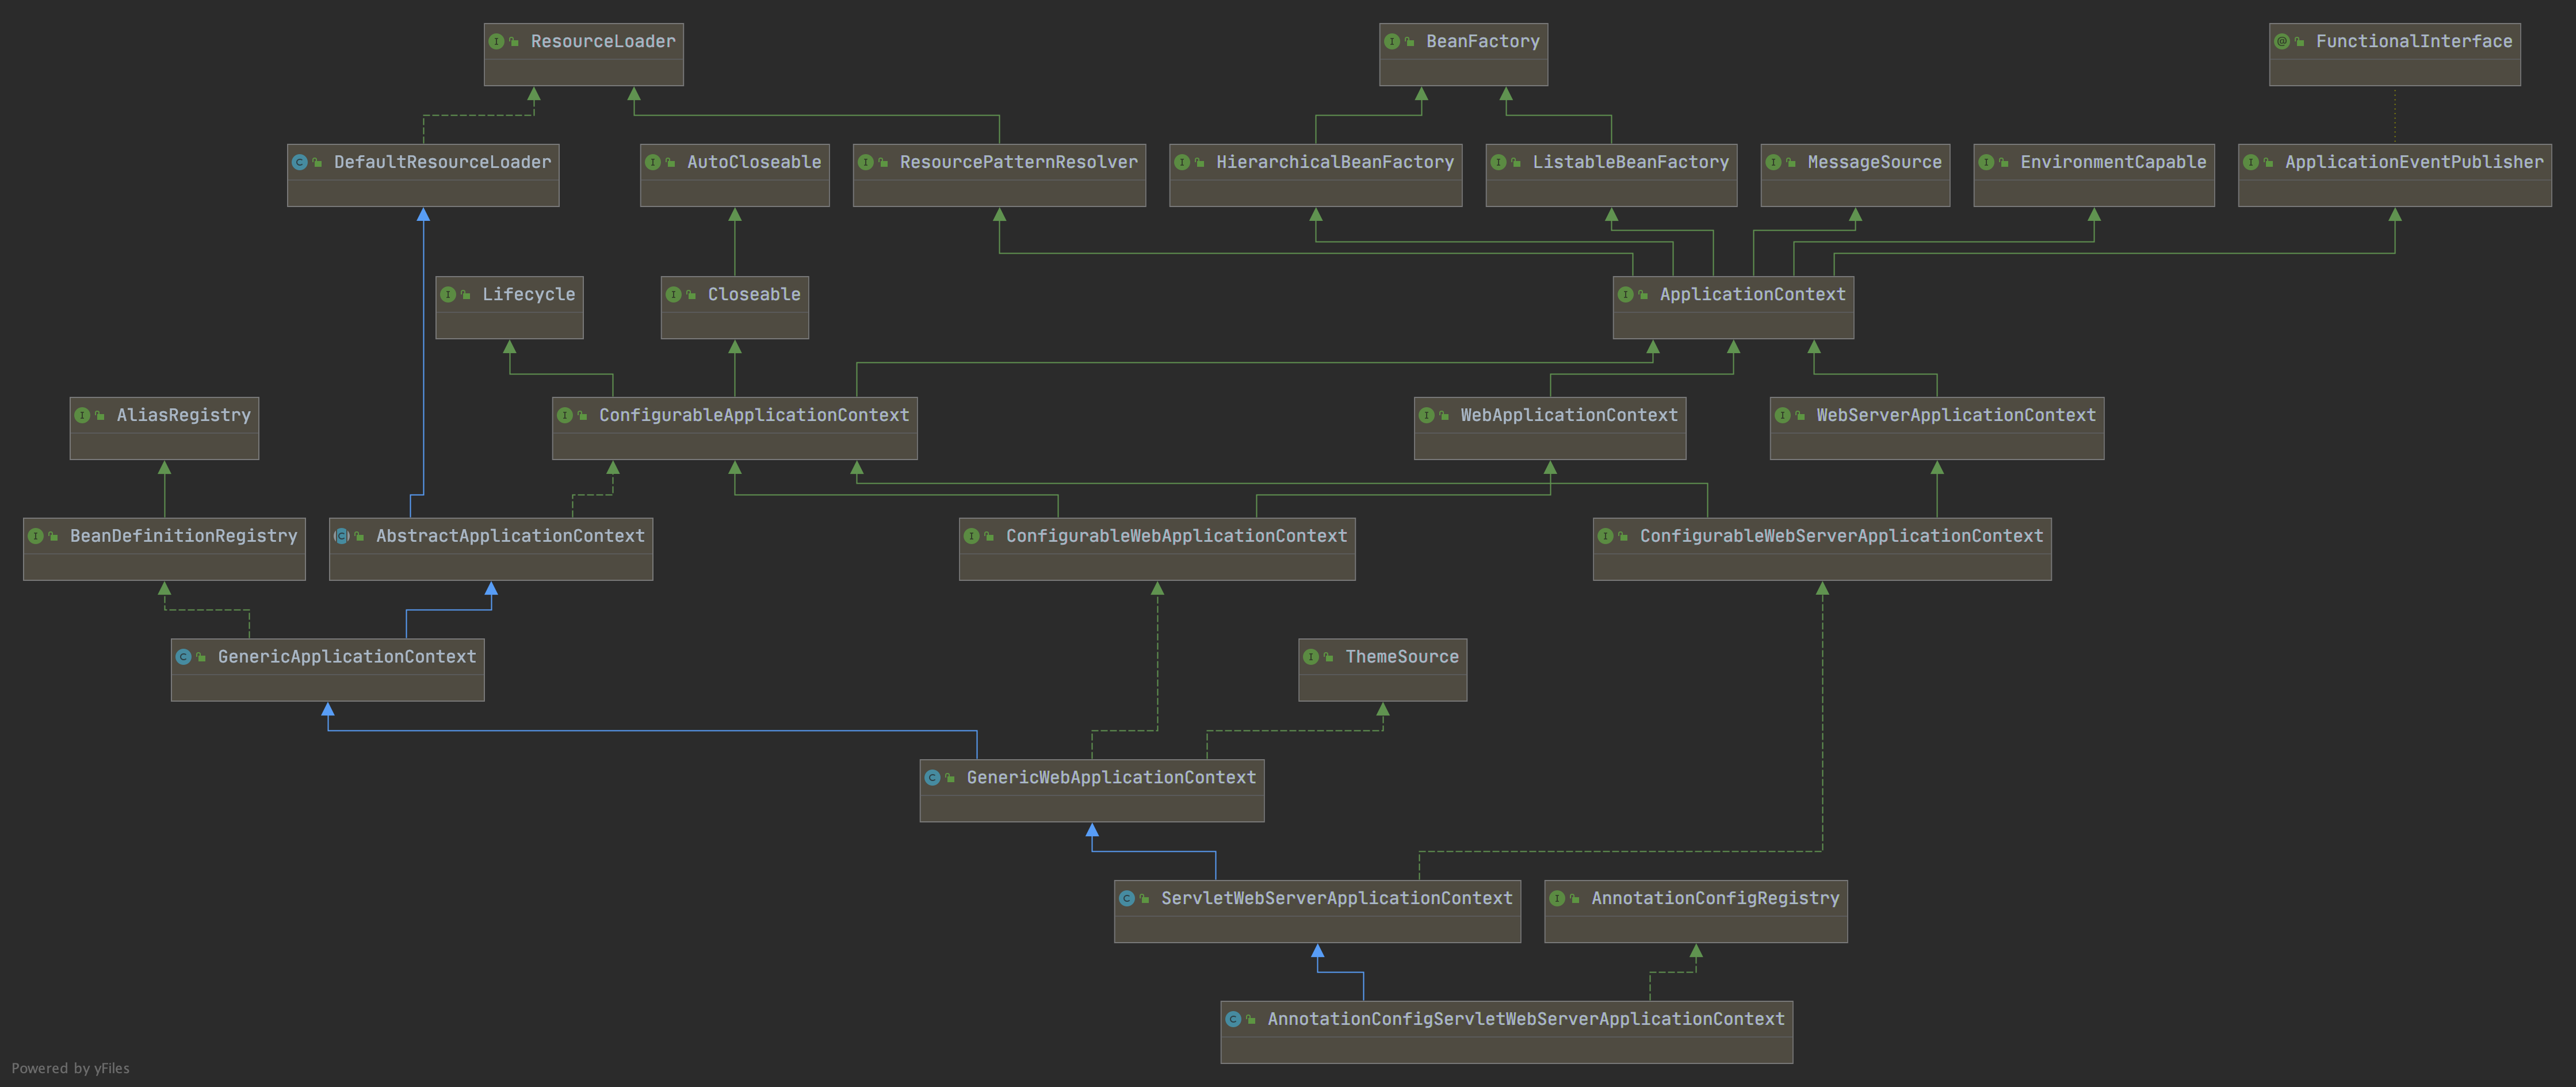 ResourceLoader
BeanFactory
FunctionalInterface
DefaultResourceLoader
AutoCloseable
ResourcePatternResolver
HierarchicalBeanFactory
ListableBeanFactory
MessageSource
EnvironmentCapable
ApplicationEventPublisher
Lifecycle
Closeable
ApplicationContext
AliasRegistry
ConfigurableApplicationContext
WebApplicationContext
WebServerApplicationContext
BeanDefinitionRegistry
AbstractApplicationContext
ConfigurableWebApplicationContext
ConfigurableWebServerApplicationContext
GenericApplicationContext
ThemeSource
GenericWebApplicationContext
ServletWebServerApplicationContext
AnnotationConfigRegistry
AnnotationConfigServletWebServerApplicationContext
Powered by yFiles